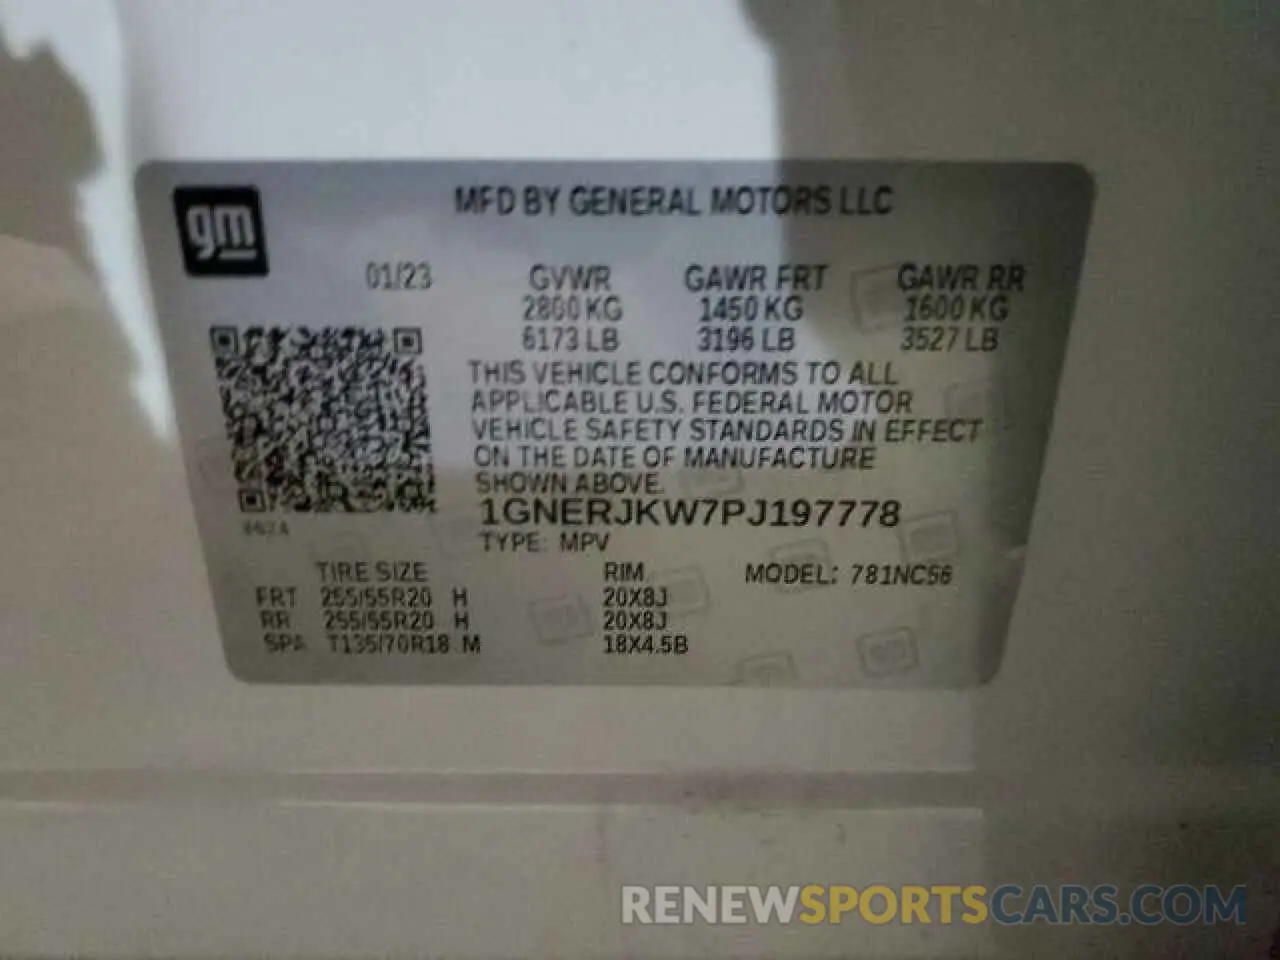 gm
MFD BY GENERAL MOTORS LLC
01/23 GVWR GAWR FRT GAWR RR
2800 KG 1450 KG 1600 KG
6173 LB 3196 LB 3527 LB
THIS VEHICLE CONFORMS TO ALL
APPLICABLE U.S. FEDERAL MOTOR
VEHICLE SAFETY STANDARDS IN EFFECT
ON THE DATE OF MANUFACTURE
SHOWN ABOVE.
1GNERJKW7PJ197778
TYPE: MPV
TIRE SIZE RIM MODEL: 781NC56
FRT 255/55R20 H 20X8J
RR 255/55R20 H 20X8J
SPA T135/70R18 M 18X4.5B
RENEWSPORTSCARS.COM